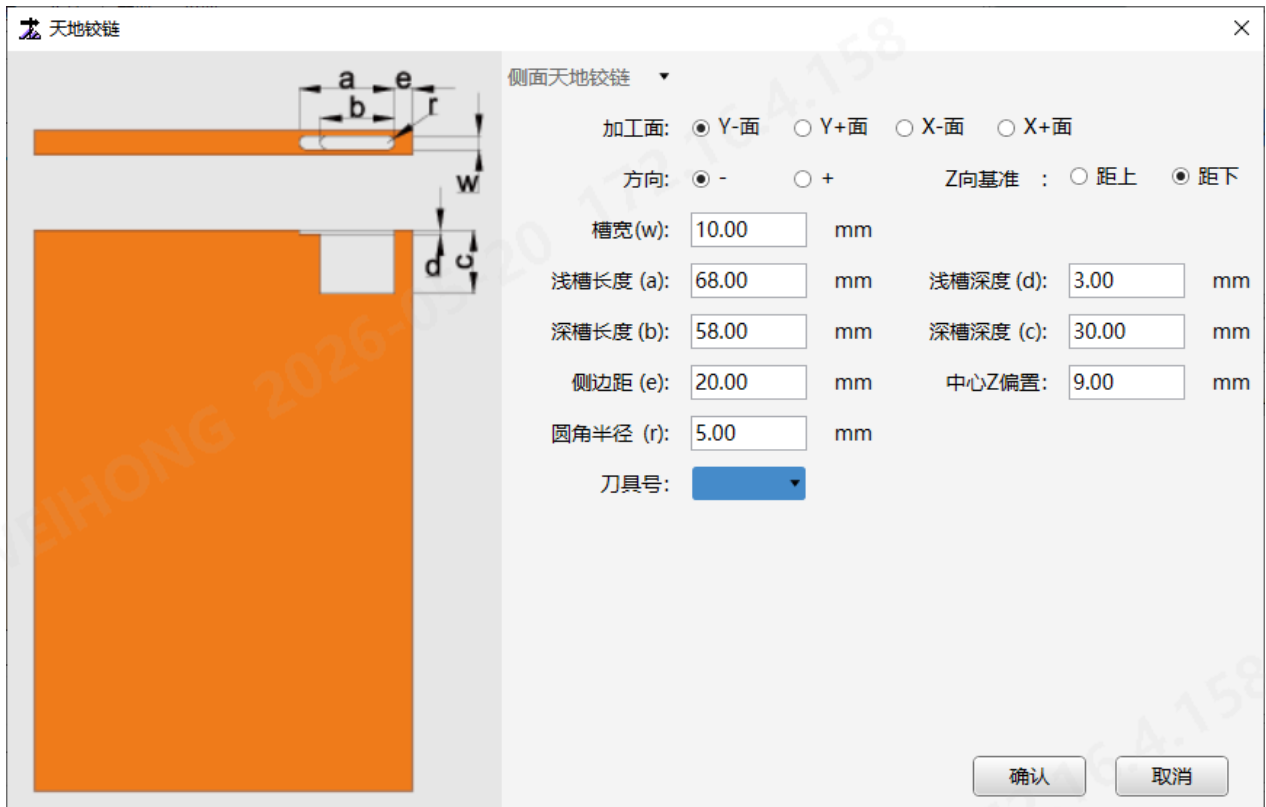 天地铰链
侧面天地铰链
a e
b r
w
d c
加工面: Y-面 Y+面 X-面 X+面
方向: - + Z向基准 : 距上 距下
槽宽(w): 10.00 mm
浅槽长度 (a): 68.00 mm 浅槽深度 (d): 3.00 mm
深槽长度 (b): 58.00 mm 深槽深度 (c): 30.00 mm
侧边距 (e): 20.00 mm 中心Z偏置: 9.00 mm
圆角半径 (r): 5.00 mm
刀具号:
确认 取消